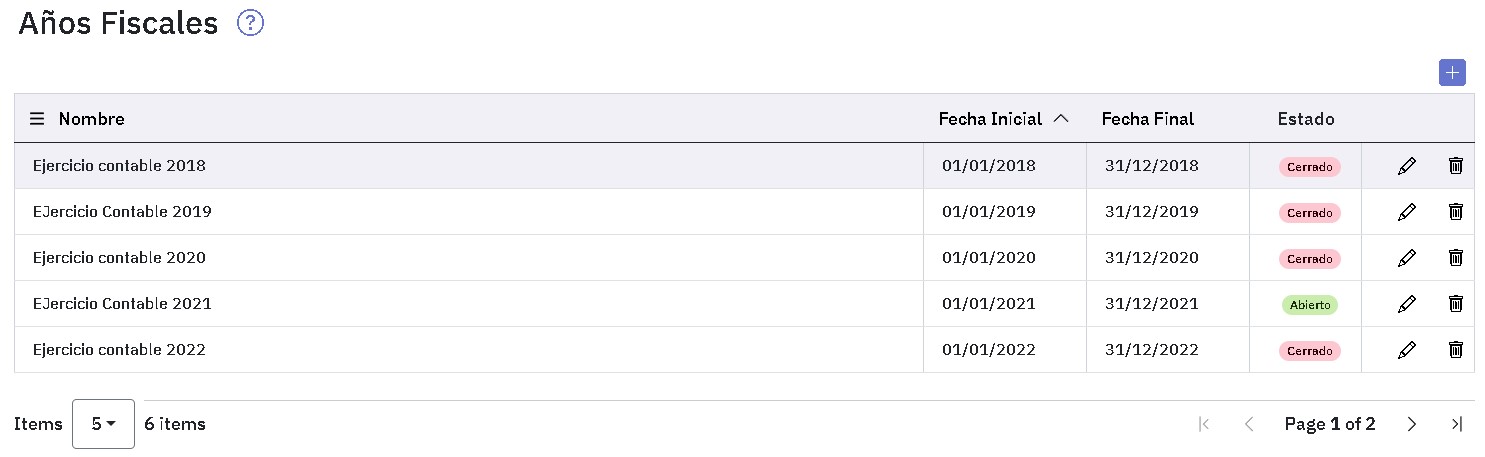 Años Fiscales ?
Nombre Fecha Inicial Fecha Final Estado
Ejercicio contable 2018 01/01/2018 31/12/2018 Cerrado
EJercicio Contable 2019 01/01/2019 31/12/2019 Cerrado
Ejercicio contable 2020 01/01/2020 31/12/2020 Cerrado
EJercicio Contable 2021 01/01/2021 31/12/2021 Abierto
Ejercicio contable 2022 01/01/2022 31/12/2022 Cerrado
Items 5 6 items Page 1 of 2